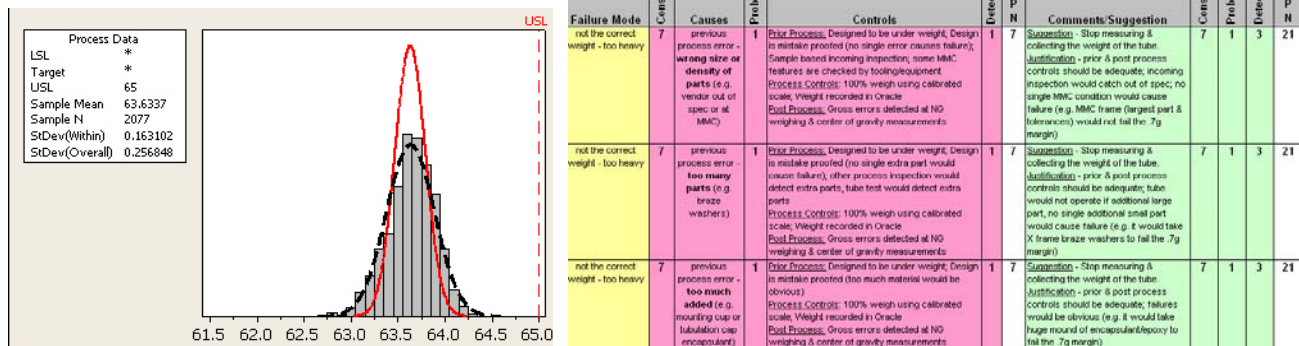 USL
Process Data
LSL *
Target *
USL 65
Sample Mean 63.6337
Sample N 2077
StDev(Within) 0.163102
StDev(Overall) 0.256848
61.5 62.0 62.5 63.0 63.5 64.0 64.5 65.0
Failure Mode Cons Causes Prob Controls Detec P N Comments/Suggestion Cons Prob Detec P N
not the correct
weight - too heavy
7
previous
process error -
wrong size or
density of
parts (e.g.
vendor out of
spec or at
MMC)
1
Prior Process: Designed to be under weight; Design
is mistake proofed (no single error causes failure);
Sample based incoming inspection; some MMC
features are checked by tooling/equipment
Process Controls: 100% weigh using calibrated
scale; Weight recorded in Oracle
Post Process: Gross errors detected at NG
weighing & center of gravity measurements
1
7
Suggestion - Stop measuring &
collecting the weight of the tube.
Justification - prior & post process
controls should be adequate; incoming
inspection would catch out of spec; no
single MMC condition would cause
failure (e.g. MMC frame (largest part &
tolerances) would not fail the .7g
margin)
7
1
3
21
not the correct
weight - too heavy
7
previous
process error -
too many
parts (e.g.
braze
washers)
1
Prior Process: Designed to be under weight; Design
is mistake proofed (no single extra part would
cause failure); other process inspection would
detect extra parts, tube test would detect extra
parts
Process Controls: 100% weigh using calibrated
scale; Weight recorded in Oracle
Post Process: Gross errors detected at NG
weighing & center of gravity measurements
1
7
Suggestion - Stop measuring &
collecting the weight of the tube.
Justification - prior & post process
controls should be adequate; tube
would not operate if additional large
part, no single additional small part
would cause failure (e.g. it would take
X frame braze washers to fail the .7g
margin)
7
1
3
21
not the correct
weight - too heavy
7
previous
process error -
too much
added (e.g.
mounting cup or
tubulation cap
encapsulant)
1
Prior Process: Designed to be under weight; Design
is mistake proofed (too much material would be
obvious)
Process Controls: 100% weigh using calibrated
scale; Weight recorded in Oracle
Post Process: Gross errors detected at NG
weighing & center of gravity measurements
1
7
Suggestion - Stop measuring &
collecting the weight of the tube.
Justification - prior & post process
controls should be adequate; failures
would be obvious (e.g. it would take
huge mound of encapsulant/epoxy to
fail the .7g margin)
7
1
3
21